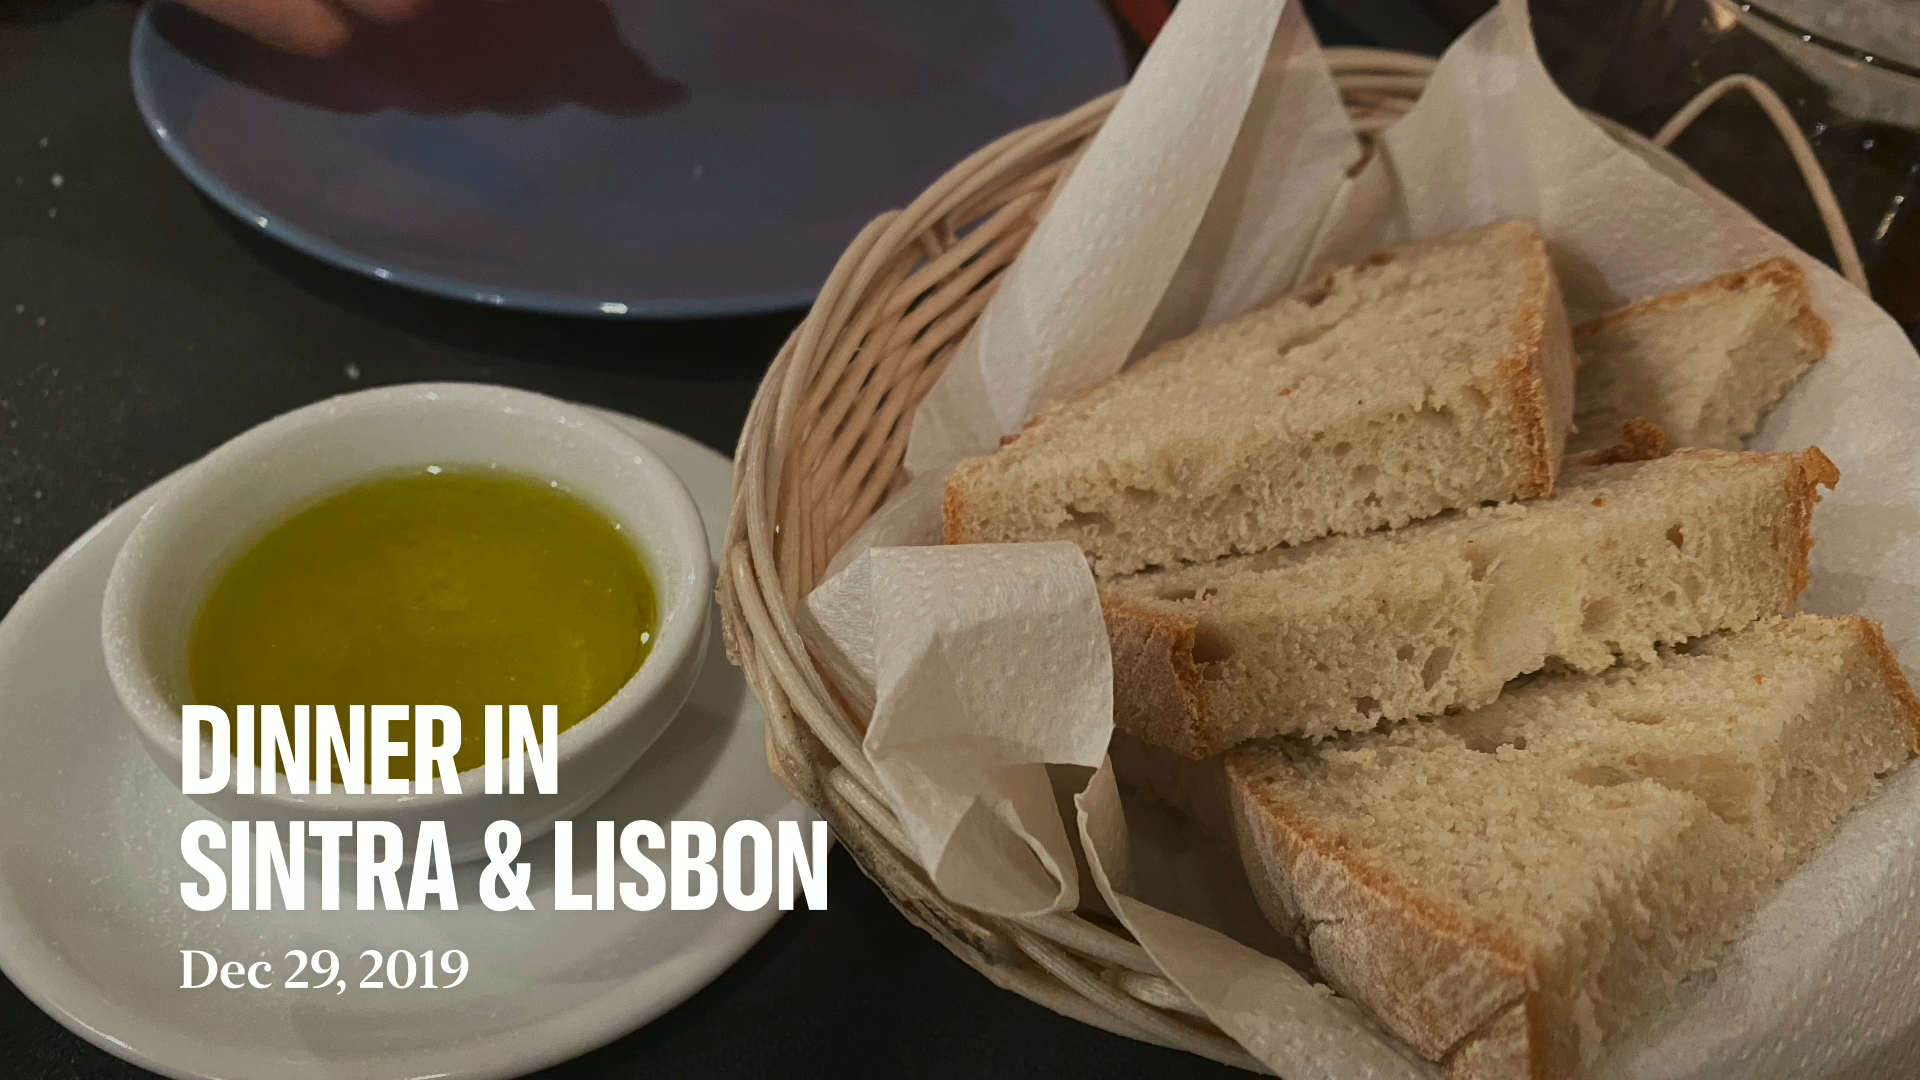 DINNER IN
SINTRA & LISBON
Dec 29, 2019